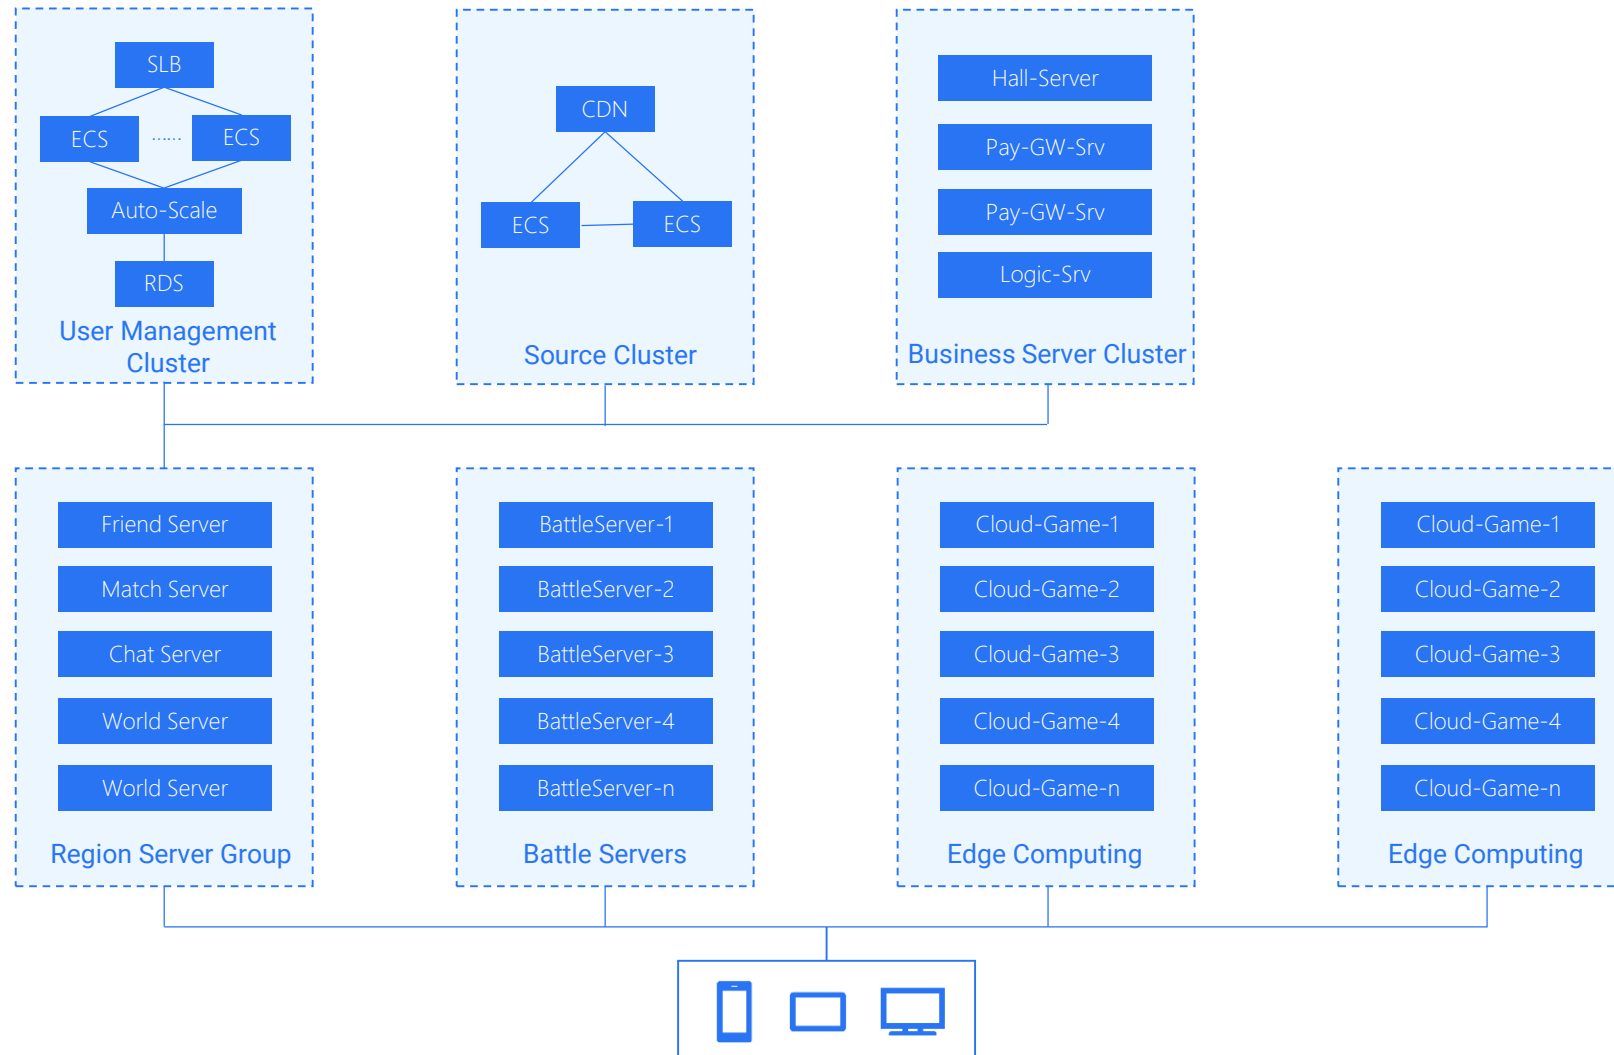 SLB
ECS
......
ECS
Auto-Scale
RDS
User Management
Cluster
CDN
ECS
ECS
Source Cluster
Hall-Server
Pay-GW-Srv
Pay-GW-Srv
Logic-Srv
Business Server Cluster
Friend Server
Match Server
Chat Server
World Server
World Server
Region Server Group
BattleServer-1
BattleServer-2
BattleServer-3
BattleServer-4
BattleServer-n
Battle Servers
Cloud-Game-1
Cloud-Game-2
Cloud-Game-3
Cloud-Game-4
Cloud-Game-n
Edge Computing
Cloud-Game-1
Cloud-Game-2
Cloud-Game-3
Cloud-Game-4
Cloud-Game-n
Edge Computing